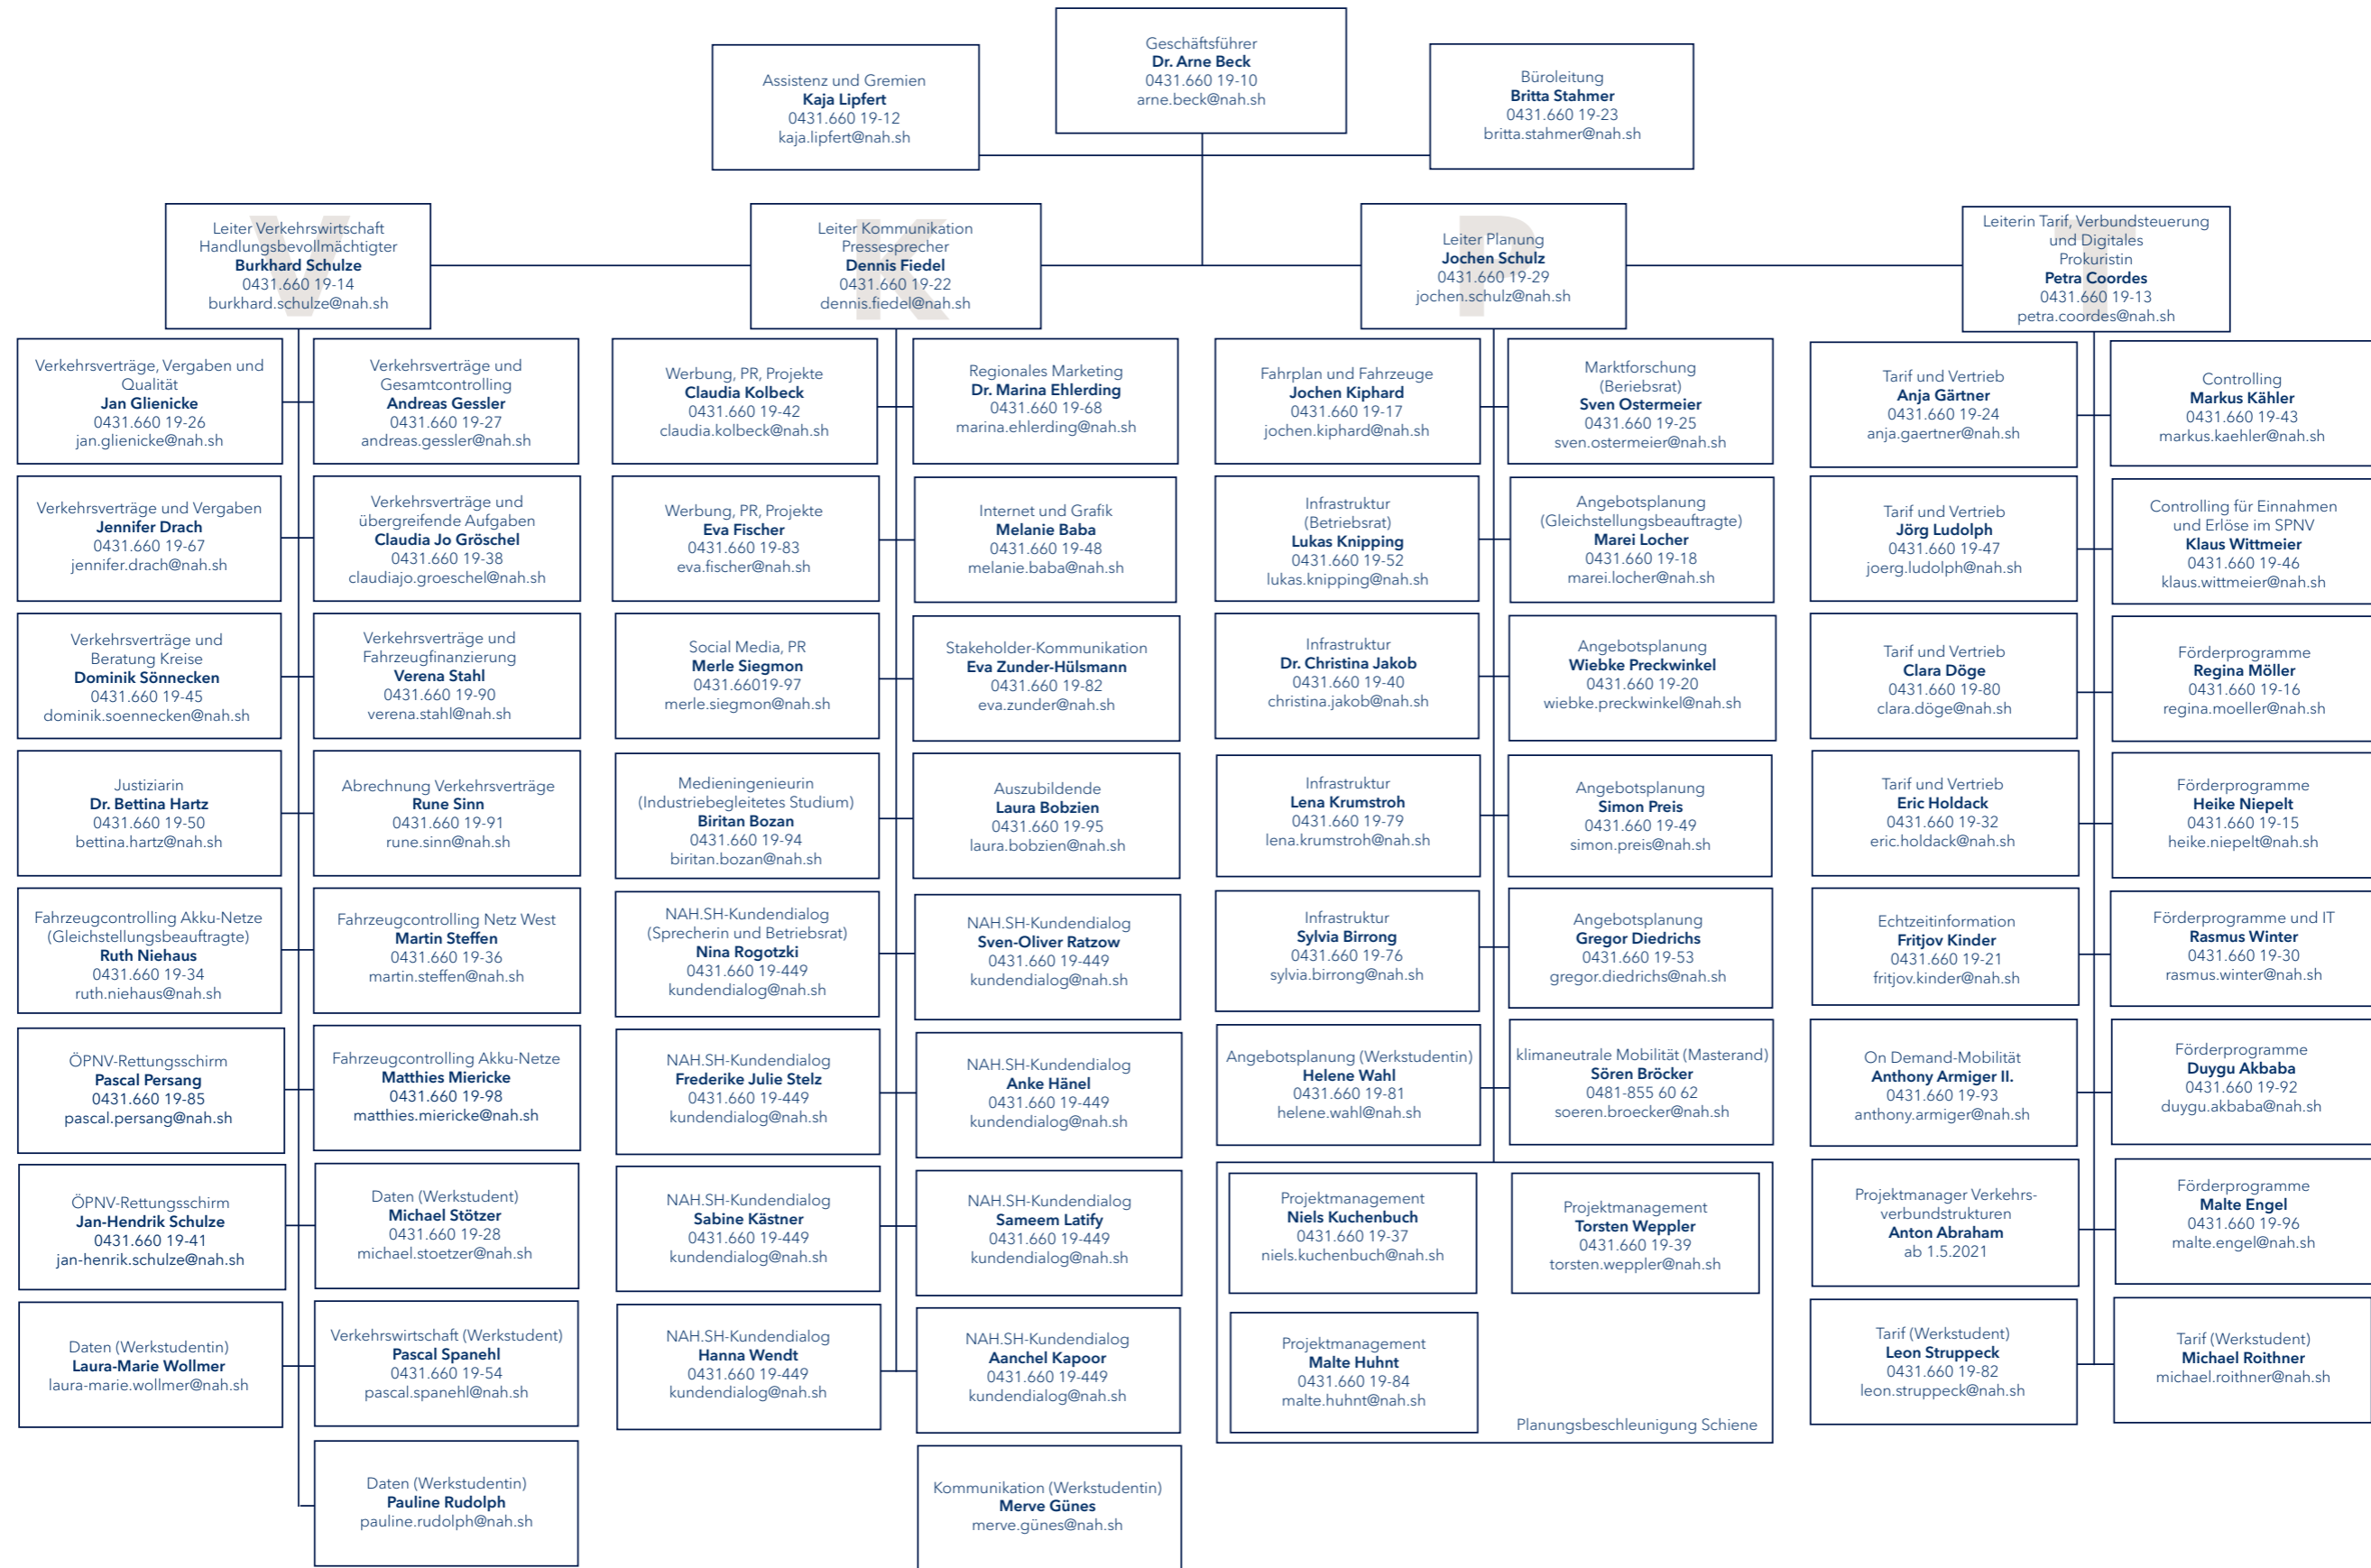 Geschäftsführer
Dr. Arne Beck
0431.660 19-10
arne.beck@nah.sh
Assistenz und Gremien
Kaja Lipfert
0431.660 19-12
kaja.lipfert@nah.sh
Büroleitung
Britta Stahmer
0431.660 19-23
britta.stahmer@nah.sh
V
Leiter Verkehrswirtschaft
Handlungsbevollmächtigter
Burkhard Schulze
0431.660 19-14
burkhard.schulze@nah.sh
K
Leiter Kommunikation
Pressesprecher
Dennis Fiedel
0431.660 19-22
dennis.fiedel@nah.sh
P
Leiter Planung
Jochen Schulz
0431.660 19-29
jochen.schulz@nah.sh
T
Leiterin Tarif, Verbundsteuerung
und Digitales
Prokuristin
Petra Coordes
0431.660 19-13
petra.coordes@nah.sh
Verkehrsverträge, Vergaben und
Qualität
Jan Glienicke
0431.660 19-26
jan.glienicke@nah.sh
Verkehrsverträge und
Gesamtcontrolling
Andreas Gessler
0431.660 19-27
andreas.gessler@nah.sh
Verkehrsverträge und Vergaben
Jennifer Drach
0431.660 19-67
jennifer.drach@nah.sh
Verkehrsverträge und
übergreifende Aufgaben
Claudia Jo Gröschel
0431.660 19-38
claudiajo.groeschel@nah.sh
Verkehrsverträge und
Beratung Kreise
Dominik Sönnecken
0431.660 19-45
dominik.soennecken@nah.sh
Verkehrsverträge und
Fahrzeugfinanzierung
Verena Stahl
0431.660 19-90
verena.stahl@nah.sh
Justiziarin
Dr. Bettina Hartz
0431.660 19-50
bettina.hartz@nah.sh
Abrechnung Verkehrsverträge
Rune Sinn
0431.660 19-91
rune.sinn@nah.sh
Fahrzeugcontrolling Akku-Netze
(Gleichstellungsbeauftragte)
Ruth Niehaus
0431.660 19-34
ruth.niehaus@nah.sh
Fahrzeugcontrolling Netz West
Martin Steffen
0431.660 19-36
martin.steffen@nah.sh
ÖPNV-Rettungsschirm
Pascal Persang
0431.660 19-85
pascal.persang@nah.sh
Fahrzeugcontrolling Akku-Netze
Matthies Miericke
0431.660 19-98
matthies.miericke@nah.sh
ÖPNV-Rettungsschirm
Jan-Hendrik Schulze
0431.660 19-41
jan-henrik.schulze@nah.sh
Daten (Werkstudent)
Michael Stötzer
0431.660 19-28
michael.stoetzer@nah.sh
Daten (Werkstudentin)
Laura-Marie Wollmer
laura-marie.wollmer@nah.sh
Verkehrswirtschaft (Werkstudent)
Pascal Spanehl
0431.660 19-54
pascal.spanehl@nah.sh
Daten (Werkstudentin)
Pauline Rudolph
pauline.rudolph@nah.sh
Werbung, PR, Projekte
Claudia Kolbeck
0431.660 19-42
claudia.kolbeck@nah.sh
Regionales Marketing
Dr. Marina Ehlerding
0431.660 19-68
marina.ehlerding@nah.sh
Werbung, PR, Projekte
Eva Fischer
0431.660 19-83
eva.fischer@nah.sh
Internet und Grafik
Melanie Baba
0431.660 19-48
melanie.baba@nah.sh
Social Media, PR
Merle Siegmon
0431.66019-97
merle.siegmon@nah.sh
Stakeholder-Kommunikation
Eva Zunder-Hülsmann
0431.660 19-82
eva.zunder@nah.sh
Medieningenieurin
(Industriebegleitetes Studium)
Biritan Bozan
0431.660 19-94
biritan.bozan@nah.sh
Auszubildende
Laura Bobzien
0431.660 19-95
laura.bobzien@nah.sh
NAH.SH-Kundendialog
(Sprecherin und Betriebsrat)
Nina Rogotzki
0431.660 19-449
kundendialog@nah.sh
NAH.SH-Kundendialog
Sven-Oliver Ratzow
0431.660 19-449
kundendialog@nah.sh
NAH.SH-Kundendialog
Frederike Julie Stelz
0431.660 19-449
kundendialog@nah.sh
NAH.SH-Kundendialog
Anke Hänel
0431.660 19-449
kundendialog@nah.sh
NAH.SH-Kundendialog
Sabine Kästner
0431.660 19-449
kundendialog@nah.sh
NAH.SH-Kundendialog
Sameem Latify
0431.660 19-449
kundendialog@nah.sh
NAH.SH-Kundendialog
Hanna Wendt
0431.660 19-449
kundendialog@nah.sh
NAH.SH-Kundendialog
Aanchel Kapoor
0431.660 19-449
kundendialog@nah.sh
Kommunikation (Werkstudentin)
Merve Günes
merve.günes@nah.sh
Fahrplan und Fahrzeuge
Jochen Kiphard
0431.660 19-17
jochen.kiphard@nah.sh
Marktforschung
(Beriebsrat)
Sven Ostermeier
0431.660 19-25
sven.ostermeier@nah.sh
Infrastruktur
(Betriebsrat)
Lukas Knipping
0431.660 19-52
lukas.knipping@nah.sh
Angebotsplanung
(Gleichstellungsbeauftragte)
Marei Locher
0431.660 19-18
marei.locher@nah.sh
Infrastruktur
Dr. Christina Jakob
0431.660 19-40
christina.jakob@nah.sh
Angebotsplanung
Wiebke Preckwinkel
0431.660 19-20
wiebke.preckwinkel@nah.sh
Infrastruktur
Lena Krumstroh
0431.660 19-79
lena.krumstroh@nah.sh
Angebotsplanung
Simon Preis
0431.660 19-49
simon.preis@nah.sh
Infrastruktur
Sylvia Birrong
0431.660 19-76
sylvia.birrong@nah.sh
Angebotsplanung
Gregor Diedrichs
0431.660 19-53
gregor.diedrichs@nah.sh
Angebotsplanung (Werkstudentin)
Helene Wahl
0431.660 19-81
helene.wahl@nah.sh
klimaneutrale Mobilität (Masterand)
Sören Bröcker
0481-855 60 62
soeren.broecker@nah.sh
Projektmanagement
Niels Kuchenbuch
0431.660 19-37
niels.kuchenbuch@nah.sh
Projektmanagement
Torsten Weppler
0431.660 19-39
torsten.weppler@nah.sh
Projektmanagement
Malte Huhnt
0431.660 19-84
malte.huhnt@nah.sh
Planungsbeschleunigung Schiene
Tarif und Vertrieb
Anja Gärtner
0431.660 19-24
anja.gaertner@nah.sh
Controlling
Markus Kähler
0431.660 19-43
markus.kaehler@nah.sh
Tarif und Vertrieb
Jörg Ludolph
0431.660 19-47
joerg.ludolph@nah.sh
Controlling für Einnahmen
und Erlöse im SPNV
Klaus Wittmeier
0431.660 19-46
klaus.wittmeier@nah.sh
Tarif und Vertrieb
Clara Döge
0431.660 19-80
clara.döge@nah.sh
Förderprogramme
Regina Möller
0431.660 19-16
regina.moeller@nah.sh
Tarif und Vertrieb
Eric Holdack
0431.660 19-32
eric.holdack@nah.sh
Förderprogramme
Heike Niepelt
0431.660 19-15
heike.niepelt@nah.sh
Echtzeitinformation
Fritjov Kinder
0431.660 19-21
fritjov.kinder@nah.sh
Förderprogramme und IT
Rasmus Winter
0431.660 19-30
rasmus.winter@nah.sh
On Demand-Mobilität
Anthony Armiger II.
0431.660 19-93
anthony.armiger@nah.sh
Förderprogramme
Duygu Akbaba
0431.660 19-92
duygu.akbaba@nah.sh
Projektmanager Verkehrs-
verbundstrukturen
Anton Abraham
ab 1.5.2021
Förderprogramme
Malte Engel
0431.660 19-96
malte.engel@nah.sh
Tarif (Werkstudent)
Leon Struppeck
0431.660 19-82
leon.struppeck@nah.sh
Tarif (Werkstudent)
Michael Roithner
michael.roithner@nah.sh